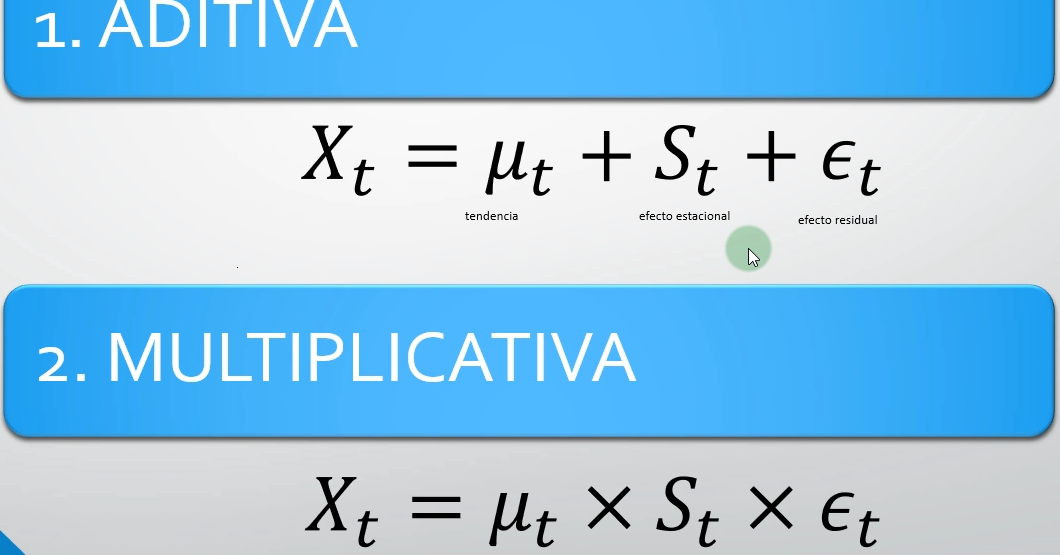 1. ADITIVA
X_t = μ_t + S_t + ϵ_t
tendencia efecto estacional efecto residual
2. MULTIPLICATIVA
X_t = μ_t × S_t × ϵ_t